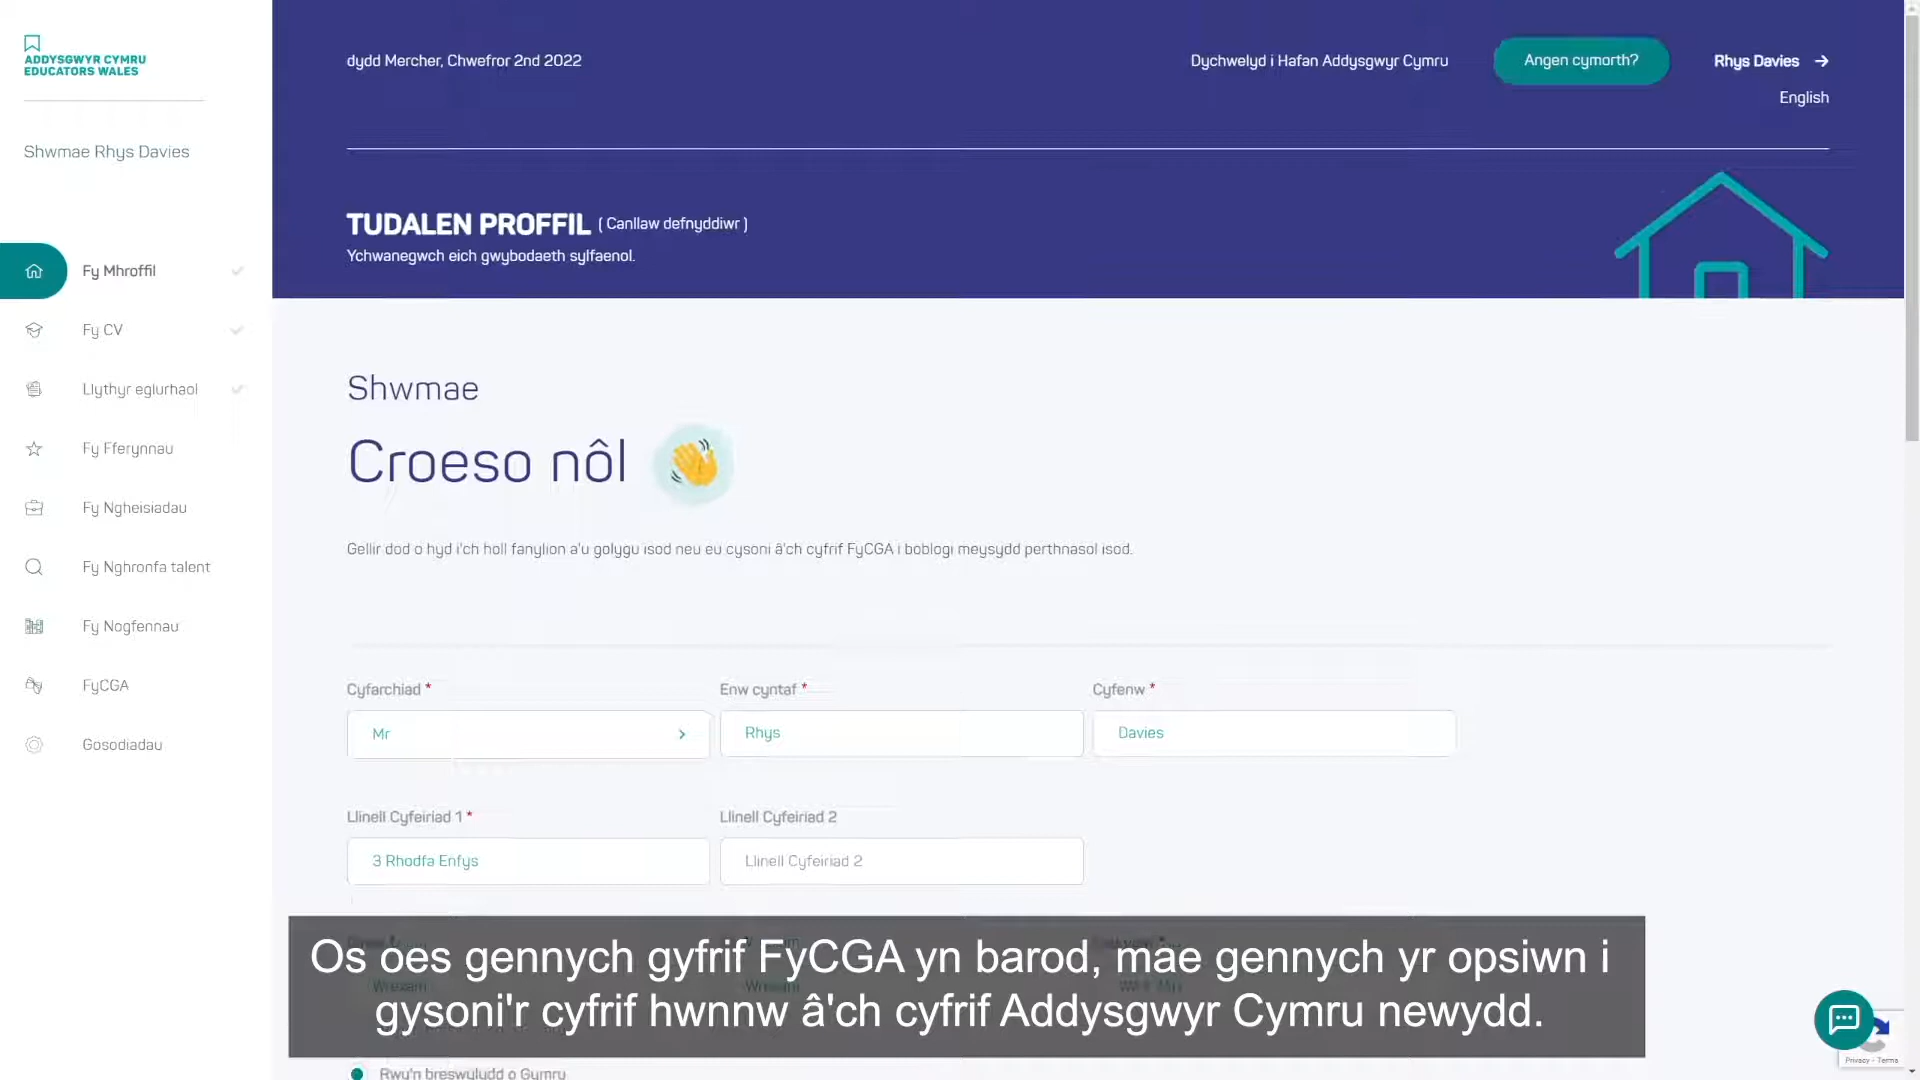 ADDYSGWYR CYMRU
EDUCATORS WALES
Shwmae Rhys Davies
Fy Mhroffil
Fy CV
Llythyr eglurhaol
Fy Fferynnau
Fy Ngheisiadau
Fy Nghronfa talent
Fy Nogfennau
FyCGA
Gosodiadau
dydd Mercher, Chwefror 2nd 2022
Dychwelyd i Hafan Addysgwyr Cymru
Angen cymorth?
Rhys Davies
English
TUDALEN PROFFIL ( Canllaw defnyddiwr )
Ychwanegwch eich gwybodaeth sylfaenol.
Shwmae
Croeso nôl
Gellir dod o hyd i'ch holl fanylion a'u golygu isod neu eu cysoni â'ch cyfrif FyCGA i boblogi meysydd perthnasol isod.
Cyfarchiad * Enw cyntaf * Cyfenw *
Mr Rhys Davies
Llinell Cyfeiriad 1 * Llinell Cyfeiriad 2
3 Rhodfa Enfys Llinell Cyfeiriad 2
Wrexam Wrexam
Os oes gennych gyfrif FyCGA yn barod, mae gennych yr opsiwn i
gysoni'r cyfrif hwnnw â'ch cyfrif Addysgwyr Cymru newydd.
Rwy'n breswylydd o Gymru
Privacy - Terms